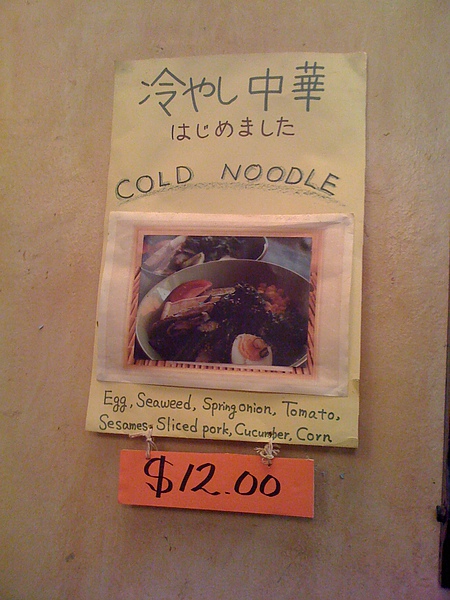 冷やし中華
はじめました
COLD NOODLE
Egg, Seaweed, Spring onion, Tomato,
Sesames, Sliced pork, Cucumber, Corn
$12.00